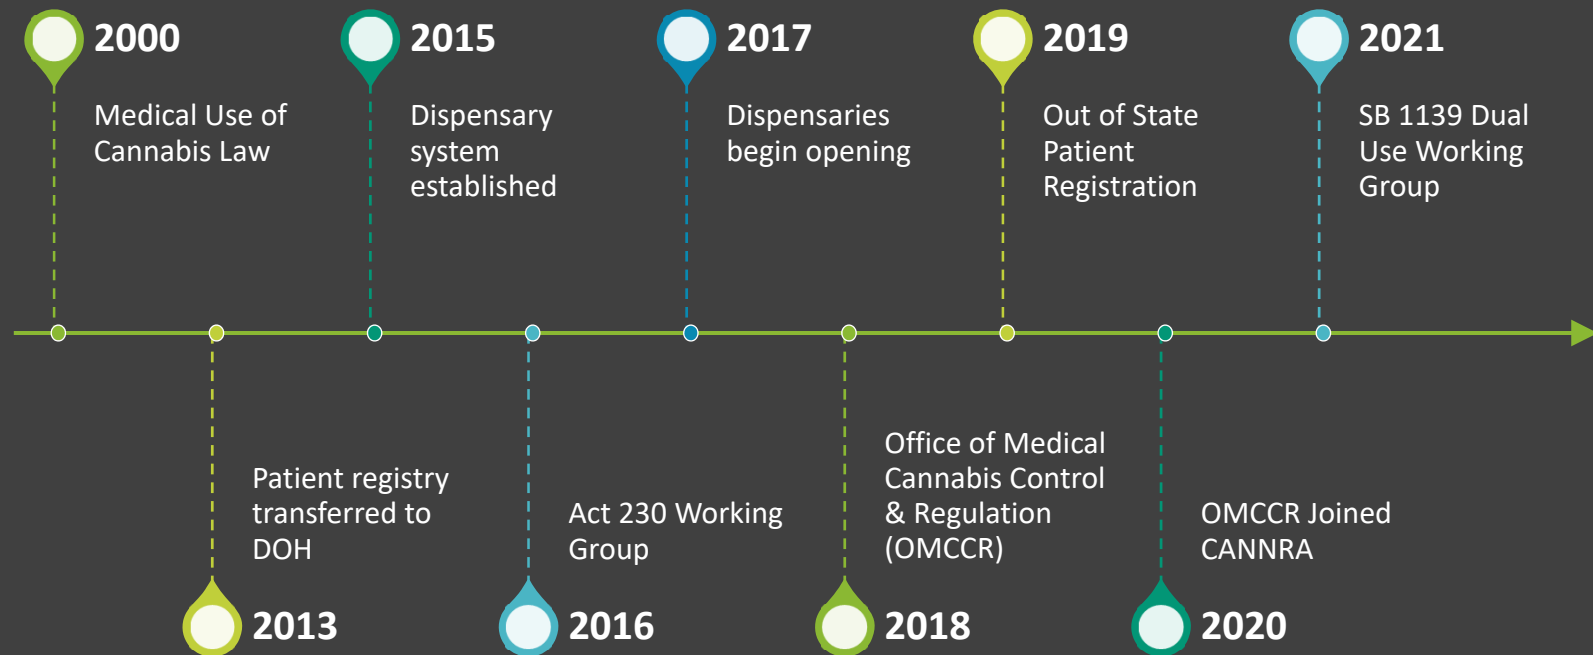 2000
Medical Use of
Cannabis Law
2015
Dispensary
system
established
2017
Dispensaries
begin opening
2019
Out of State
Patient
Registration
2021
SB 1139 Dual
Use Working
Group
Patient registry
transferred to
DOH
2013
Act 230 Working
Group
2016
Office of Medical
Cannabis Control
& Regulation
(OMCCR)
2018
OMCCR Joined
CANNRA
2020